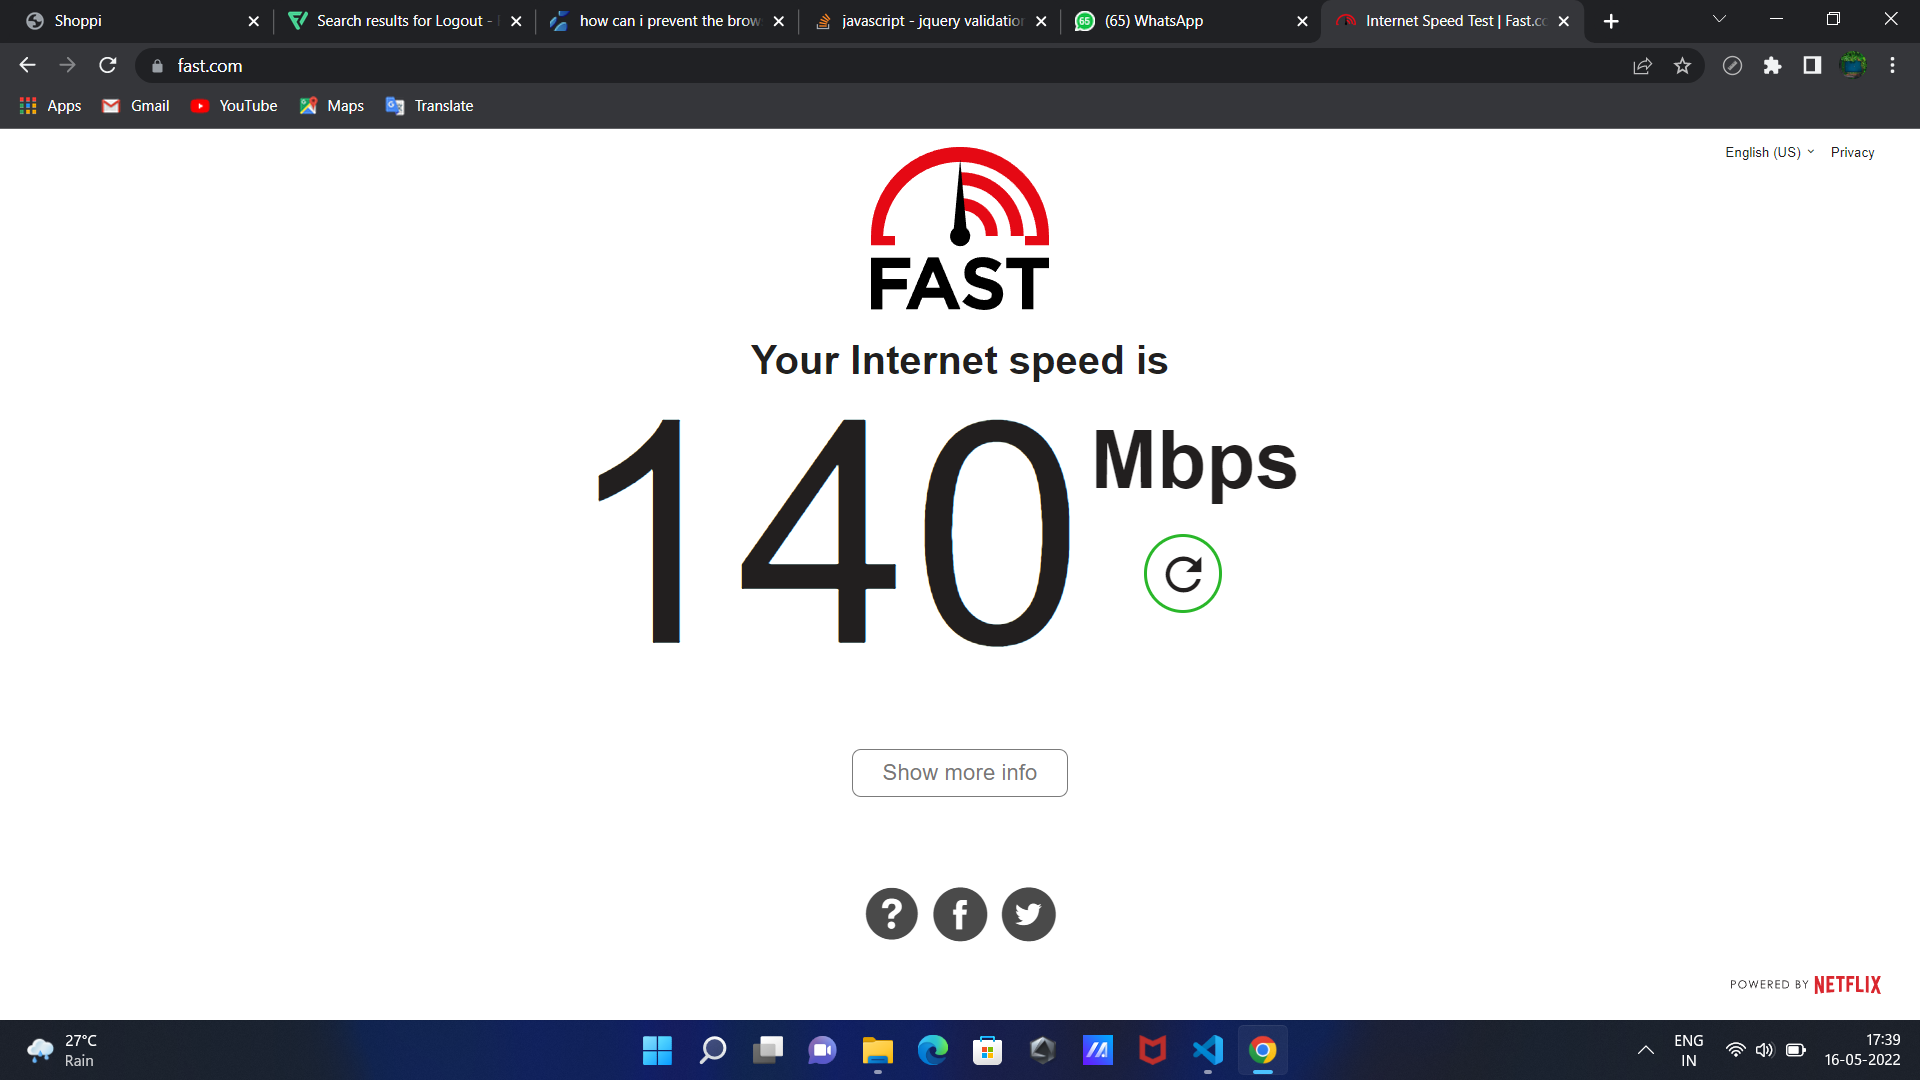 Shoppi
Search results for Logout -
how can i prevent the brow
javascript - jquery validation
65
(65) WhatsApp
Internet Speed Test | Fast.co
fast.com
Apps
Gmail
YouTube
Maps
Translate
English (US)
Privacy
FAST
Your Internet speed is
140 Mbps
Show more info
POWERED BY NETFLIX
27°C
Rain
ENG
IN
17:39
16-05-2022